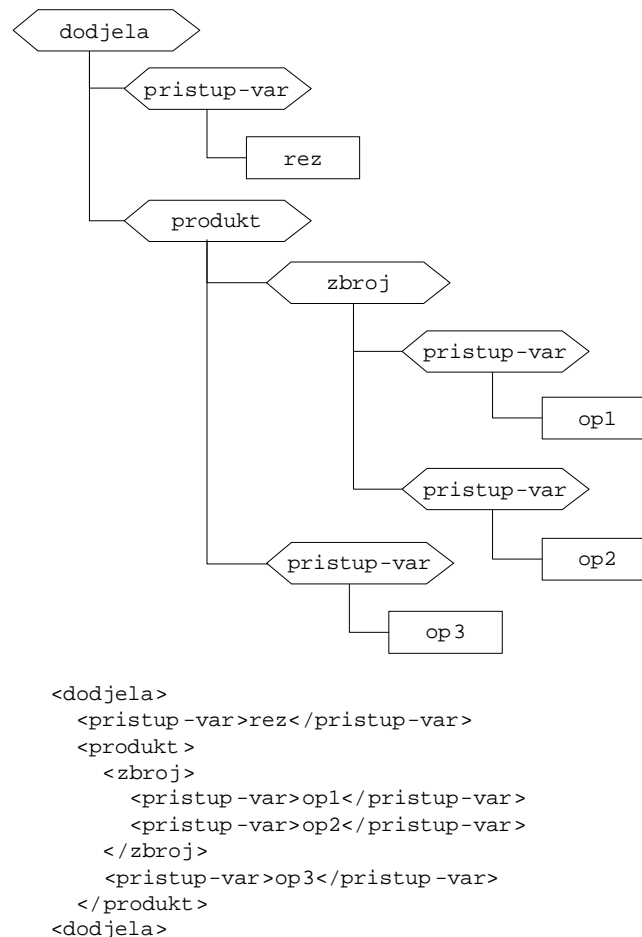 dodjela
pristup-var
rez
produkt
zbroj
pristup-var
op1
pristup-var
op2
pristup-var
op3
<dodjela>
<pristup-var>rez</pristup-var>
<produkt>
<zbroj>
<pristup-var>op1</pristup-var>
<pristup-var>op2</pristup-var>
</zbroj>
<pristup-var>op3</pristup-var>
</produkt>
<dodjela>